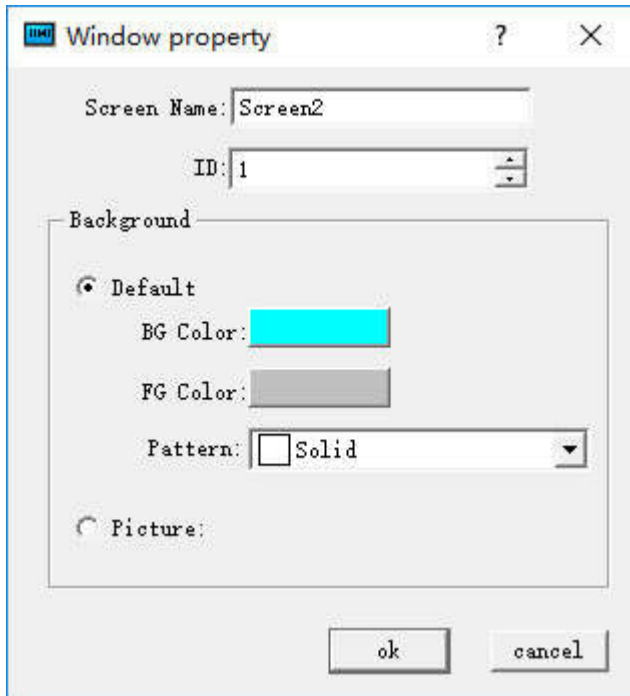 Window property
Screen Name: Screen2
ID: 1
Background
Default
BG Color:
FG Color:
Pattern: Solid
Picture:
ok cancel